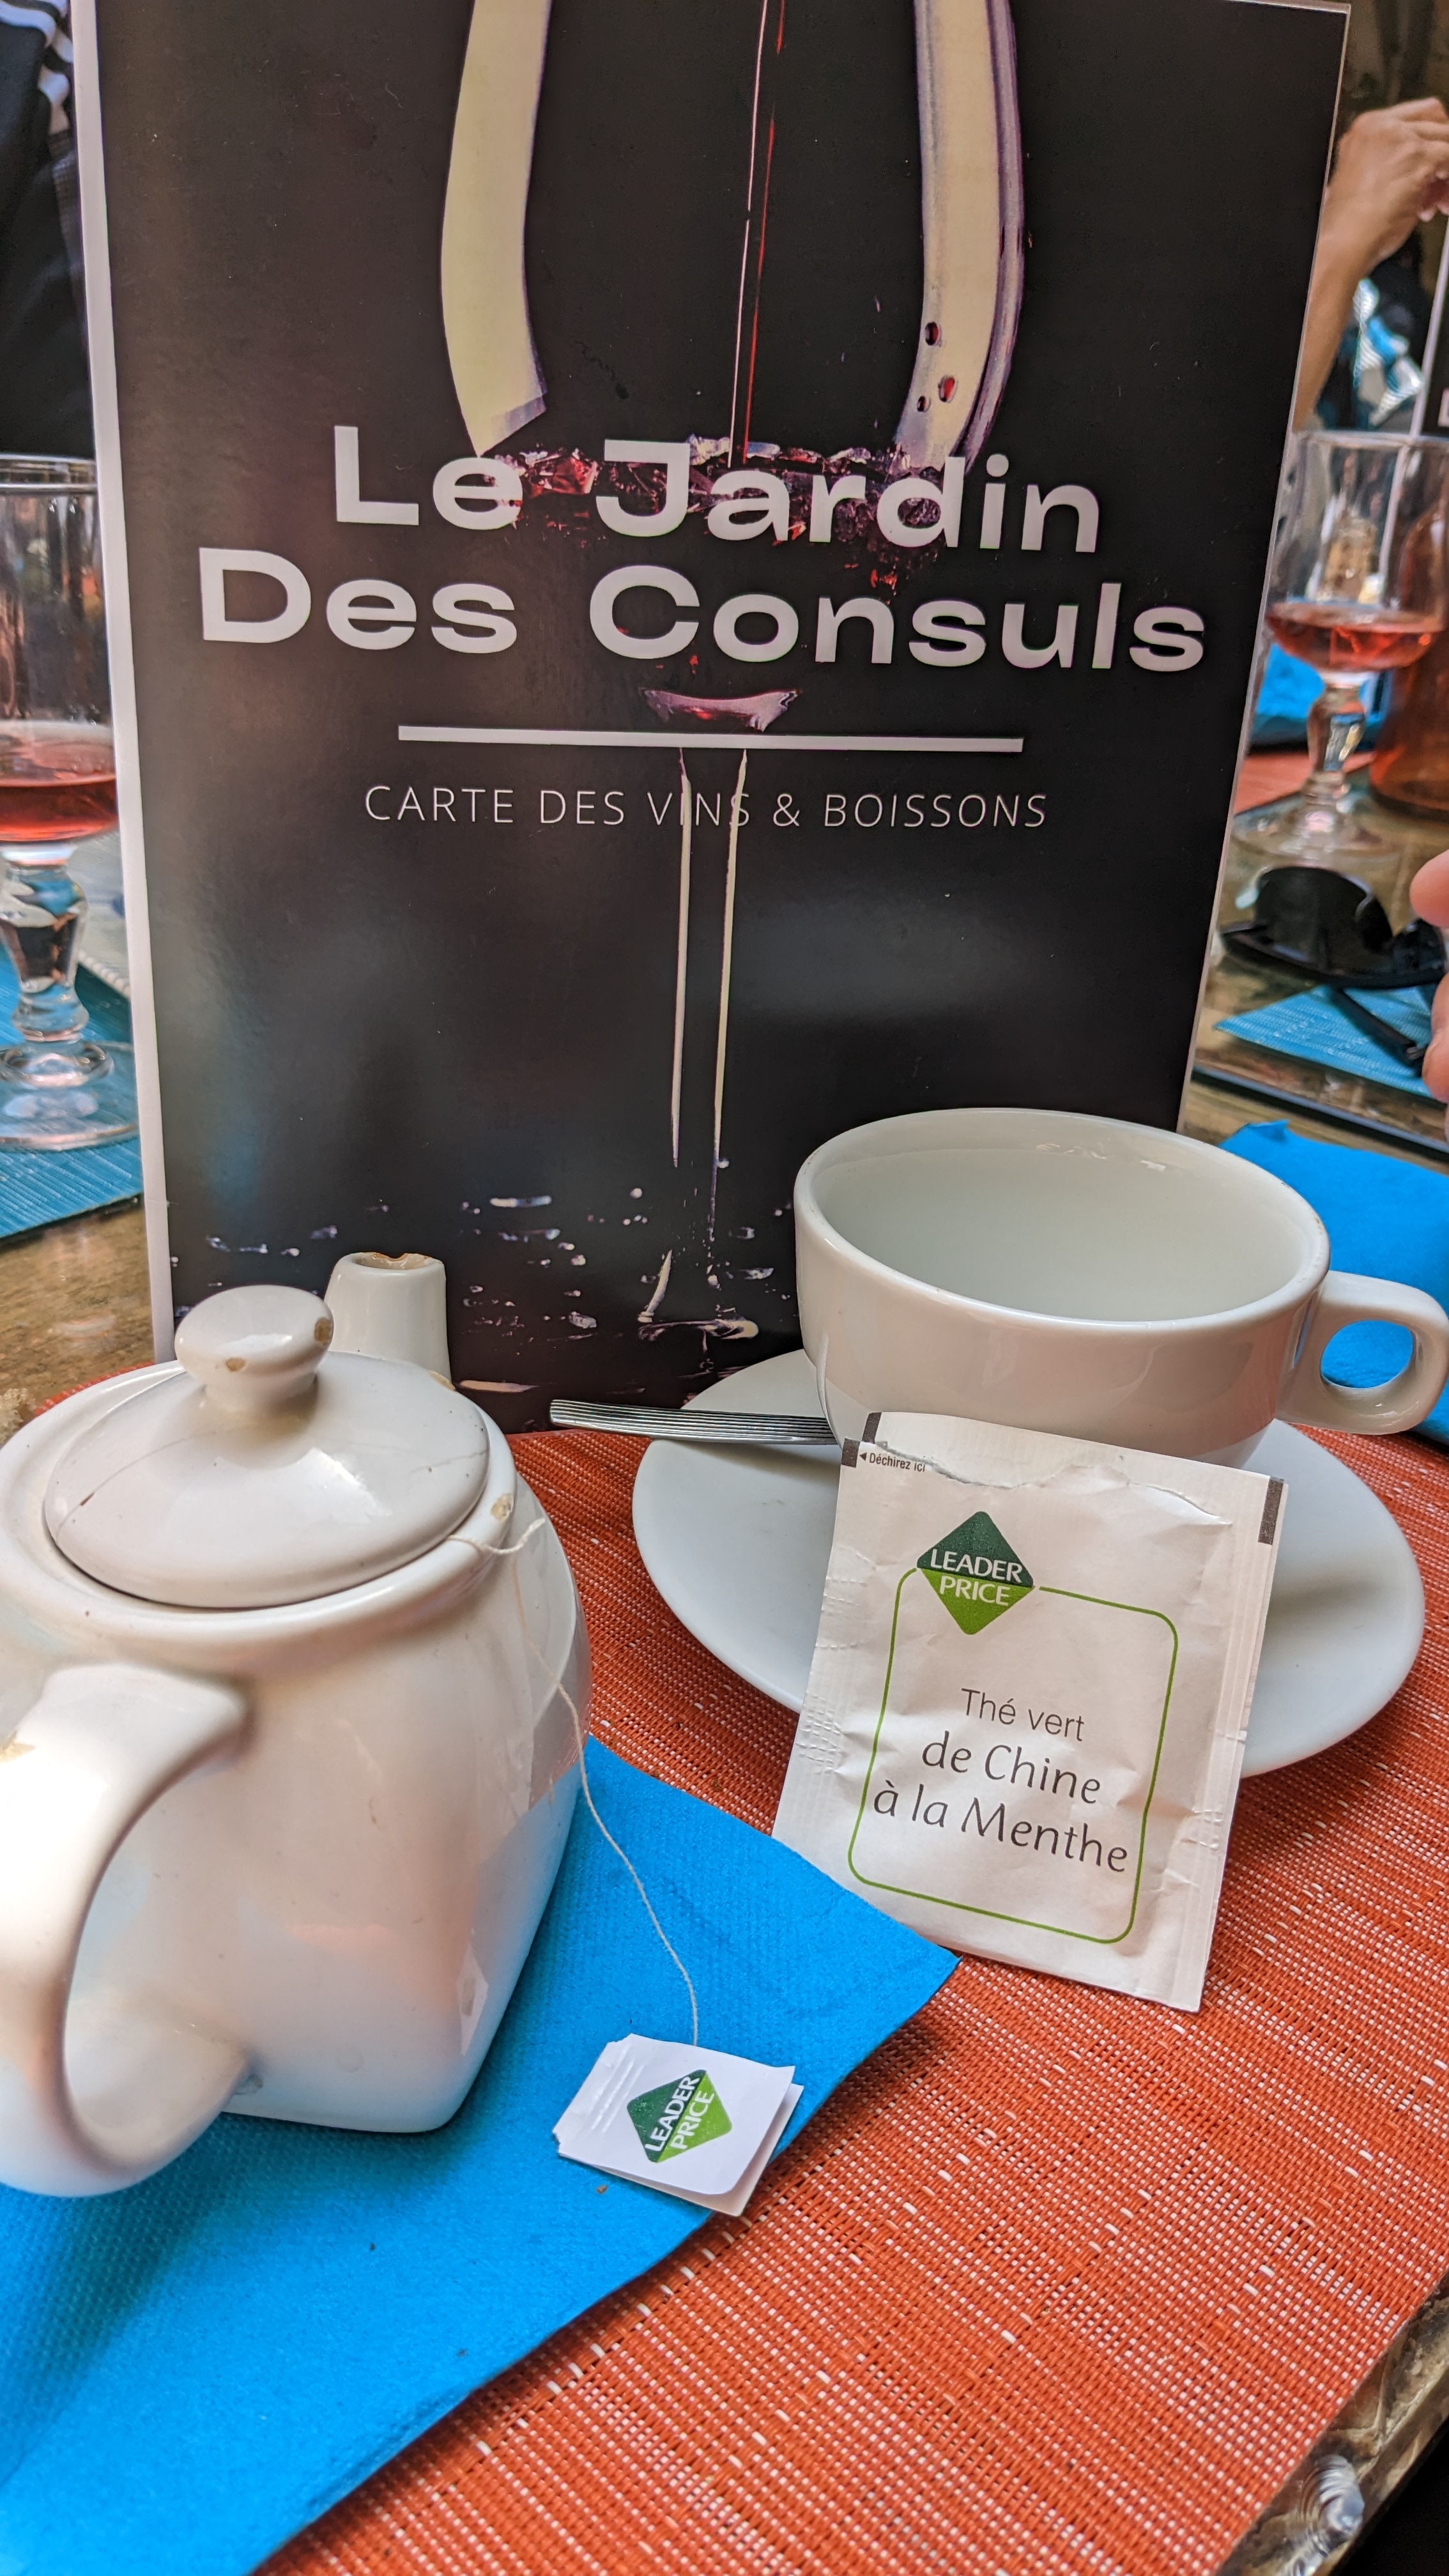 Le Jardin
Des Consuls
CARTE DES VINS & BOISSONS
Déchirez ici
LEADER
PRICE
Thé vert
de Chine
à la Menthe
LEADER
PRICE